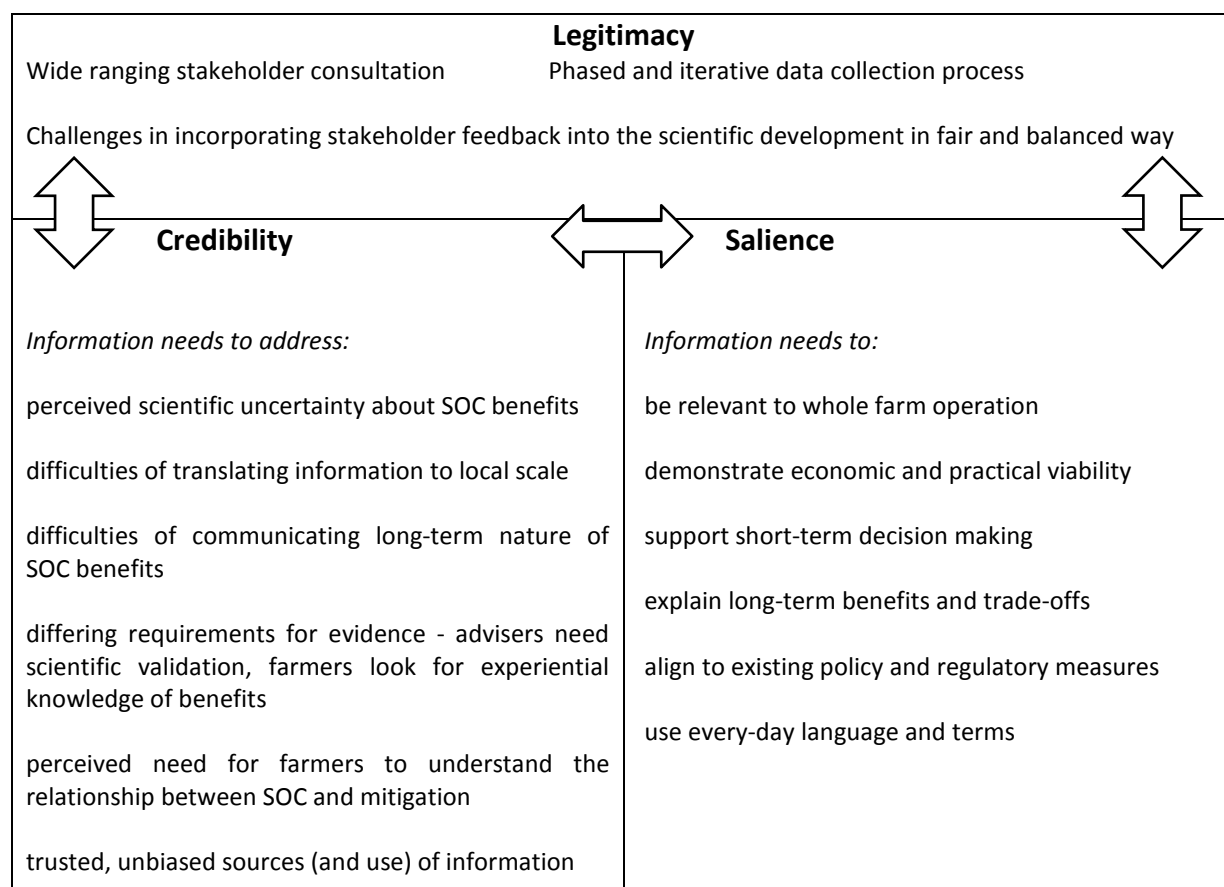 Legitimacy
Wide ranging stakeholder consultation Phased and iterative data collection process
Challenges in incorporating stakeholder feedback into the scientific development in fair and balanced way
Credibility
Information needs to address:
perceived scientific uncertainty about SOC benefits
difficulties of translating information to local scale
difficulties of communicating long-term nature of
SOC benefits
differing requirements for evidence - advisers need
scientific validation, farmers look for experiential
knowledge of benefits
perceived need for farmers to understand the
relationship between SOC and mitigation
trusted, unbiased sources (and use) of information
Salience
Information needs to:
be relevant to whole farm operation
demonstrate economic and practical viability
support short-term decision making
explain long-term benefits and trade-offs
align to existing policy and regulatory measures
use every-day language and terms